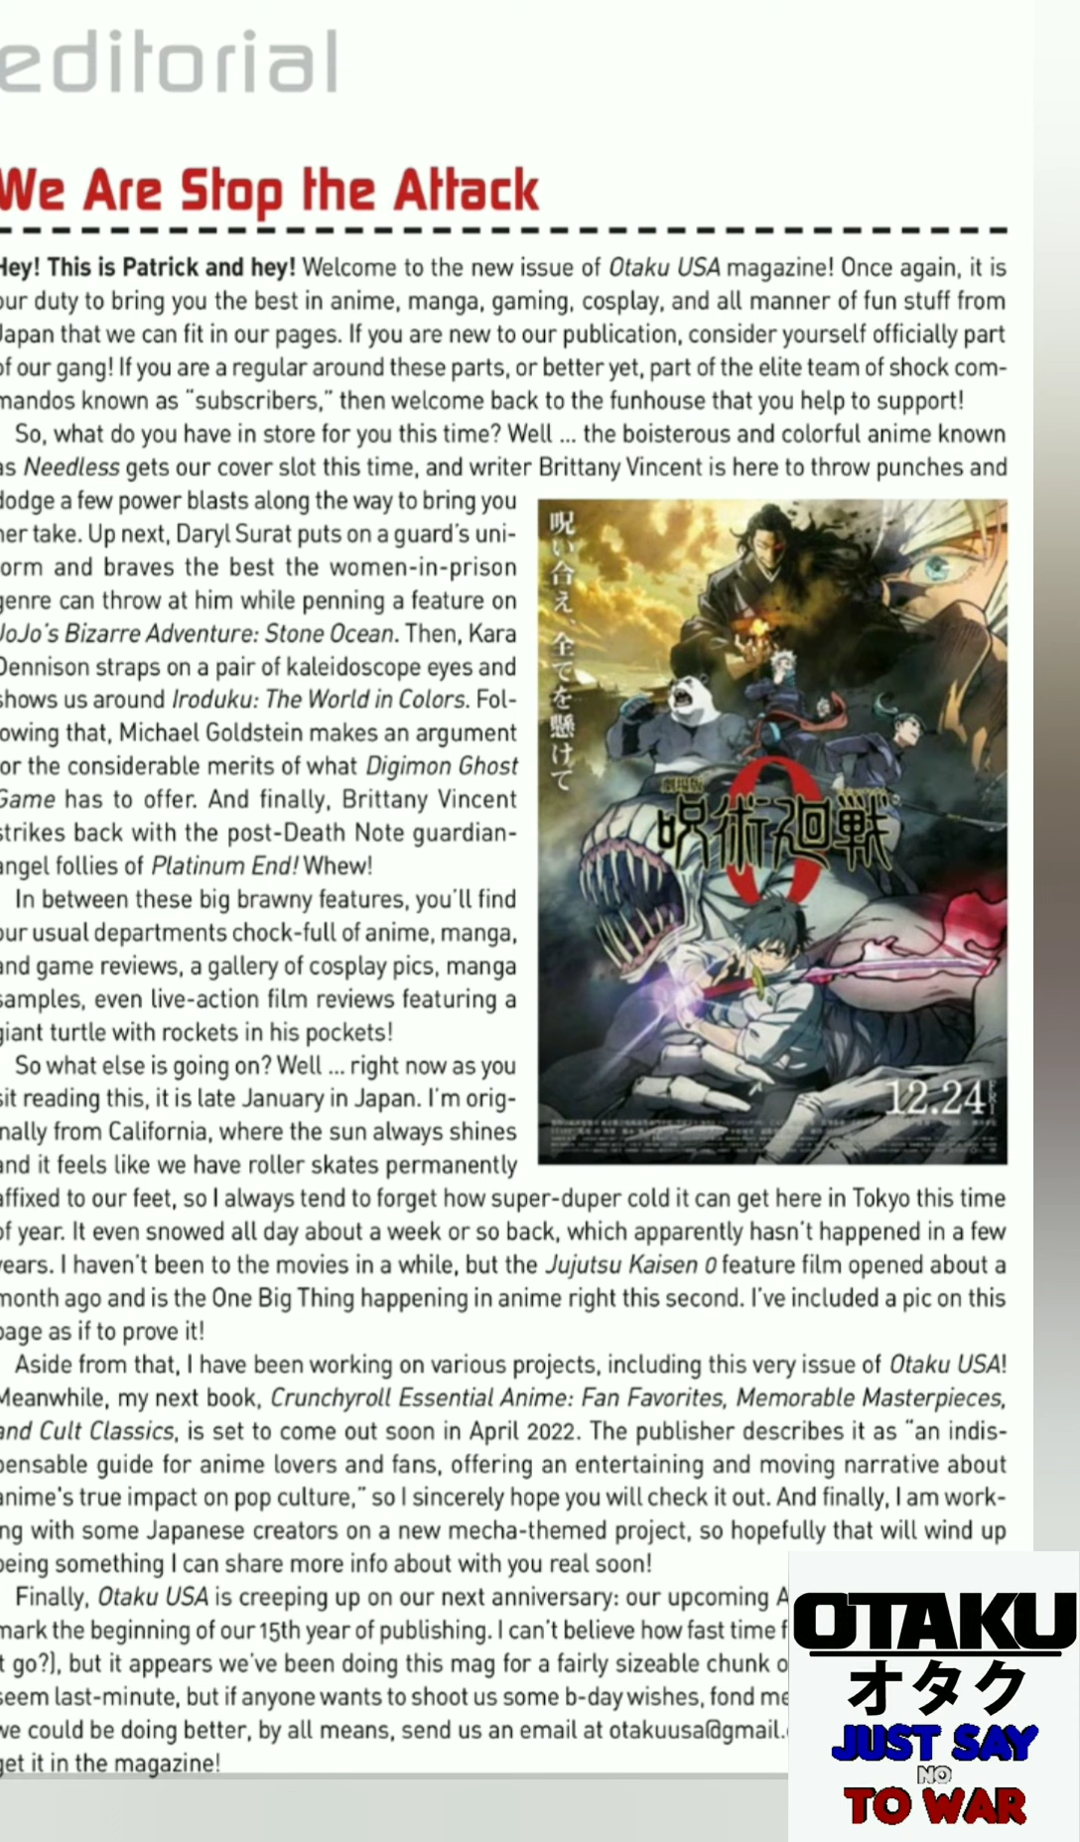 editorial
We Are Stop the Attack
Hey! This is Patrick and hey! Welcome to the new issue of Otaku USA magazine! Once again, it is
our duty to bring you the best in anime, manga, gaming, cosplay, and all manner of fun stuff from
Japan that we can fit in our pages. If you are new to our publication, consider yourself officially part
of our gang! If you are a regular around these parts, or better yet, part of the elite team of shock com-
mandos known as "subscribers," then welcome back to the funhouse that you help to support!
So, what do you have in store for you this time? Well ... the boisterous and colorful anime known
as Needless gets our cover slot this time, and writer Brittany Vincent is here to throw punches and
dodge a few power blasts along the way to bring you
her take. Up next, Daryl Surat puts on a guard's uni-
orm and braves the best the women-in-prison
genre can throw at him while penning a feature on
JoJo's Bizarre Adventure: Stone Ocean. Then, Kara
Dennison straps on a pair of kaleidoscope eyes and
shows us around Iroduku: The World in Colors. Fol-
owing that, Michael Goldstein makes an argument
or the considerable merits of what Digimon Ghost
Game has to offer. And finally, Brittany Vincent
strikes back with the post-Death Note guardian-
angel follies of Platinum End! Whew!
In between these big brawny features, you'll find
our usual departments chock-full of anime, manga,
and game reviews, a gallery of cosplay pics, manga
samples, even live-action film reviews featuring a
giant turtle with rockets in his pockets!
So what else is going on? Well ... right now as you
sit reading this, it is late January in Japan. I'm orig-
nally from California, where the sun always shines
and it feels like we have roller skates permanently
affixed to our feet, so I always tend to forget how super-duper cold it can get here in Tokyo this time
of year. It even snowed all day about a week or so back, which apparently hasn't happened in a few
years. I haven't been to the movies in a while, but the Jujutsu Kaisen 0 feature film opened about a
month ago and is the One Big Thing happening in anime right this second. I've included a pic on this
page as if to prove it!
Aside from that, I have been working on various projects, including this very issue of Otaku USA!
Meanwhile, my next book, Crunchyroll Essential Anime: Fan Favorites, Memorable Masterpieces,
and Cult Classics, is set to come out soon in April 2022. The publisher describes it as "an indis-
pensable guide for anime lovers and fans, offering an entertaining and moving narrative about
anime's true impact on pop culture," so I sincerely hope you will check it out. And finally, I am work-
ng with some Japanese creators on a new mecha-themed project, so hopefully that will wind up
being something I can share more info about with you real soon!
Finally, Otaku USA is creeping up on our next anniversary: our upcoming A
mark the beginning of our 15th year of publishing. I can't believe how fast time f
t go?), but it appears we've been doing this mag for a fairly sizeable chunk o
seem last-minute, but if anyone wants to shoot us some b-day wishes, fond me
we could be doing better, by all means, send us an email at otakuusa@gmail.
get it in the magazine!
呪い合え、全てを懸けて
劇場版
呪術廻戦
0
12.24 FRI
OTAKU
オタク
JUST SAY
NO
TO WAR